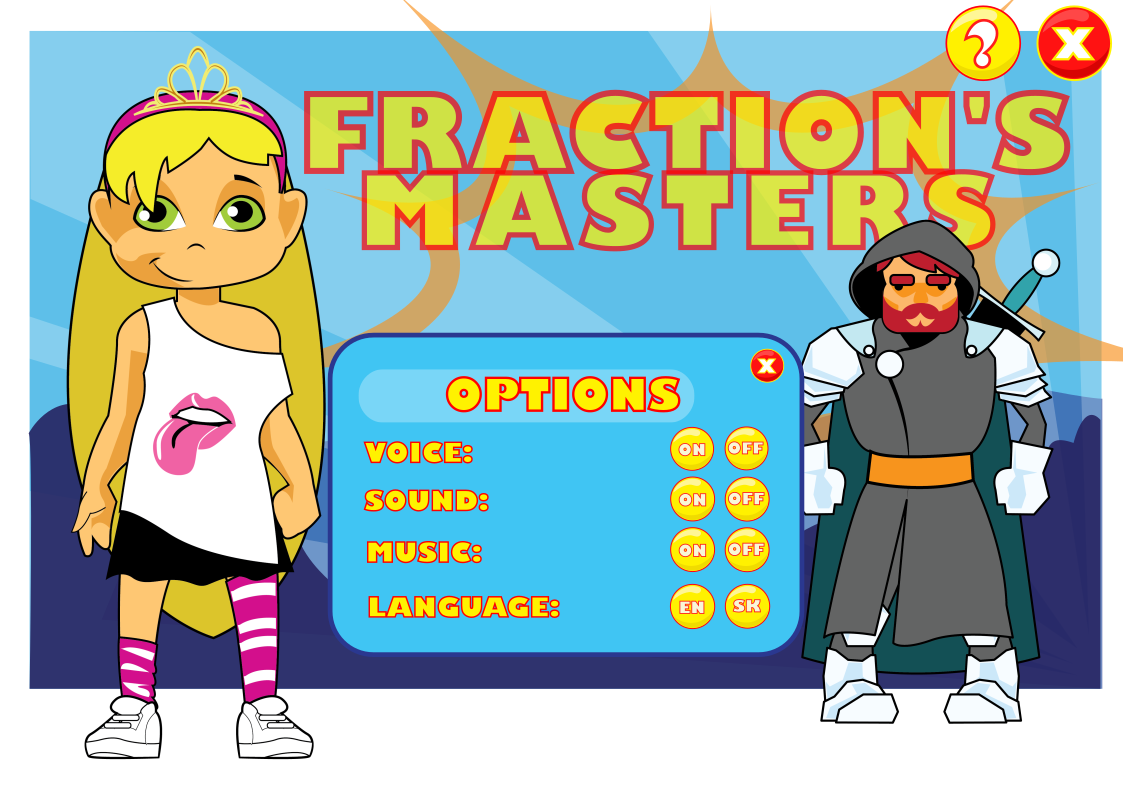 ?
X
FRACTION'S
MASTERS
X
OPTIONS
VOICE: ON OFF
SOUND: ON OFF
MUSIC: ON OFF
LANGUAGE: EN SK